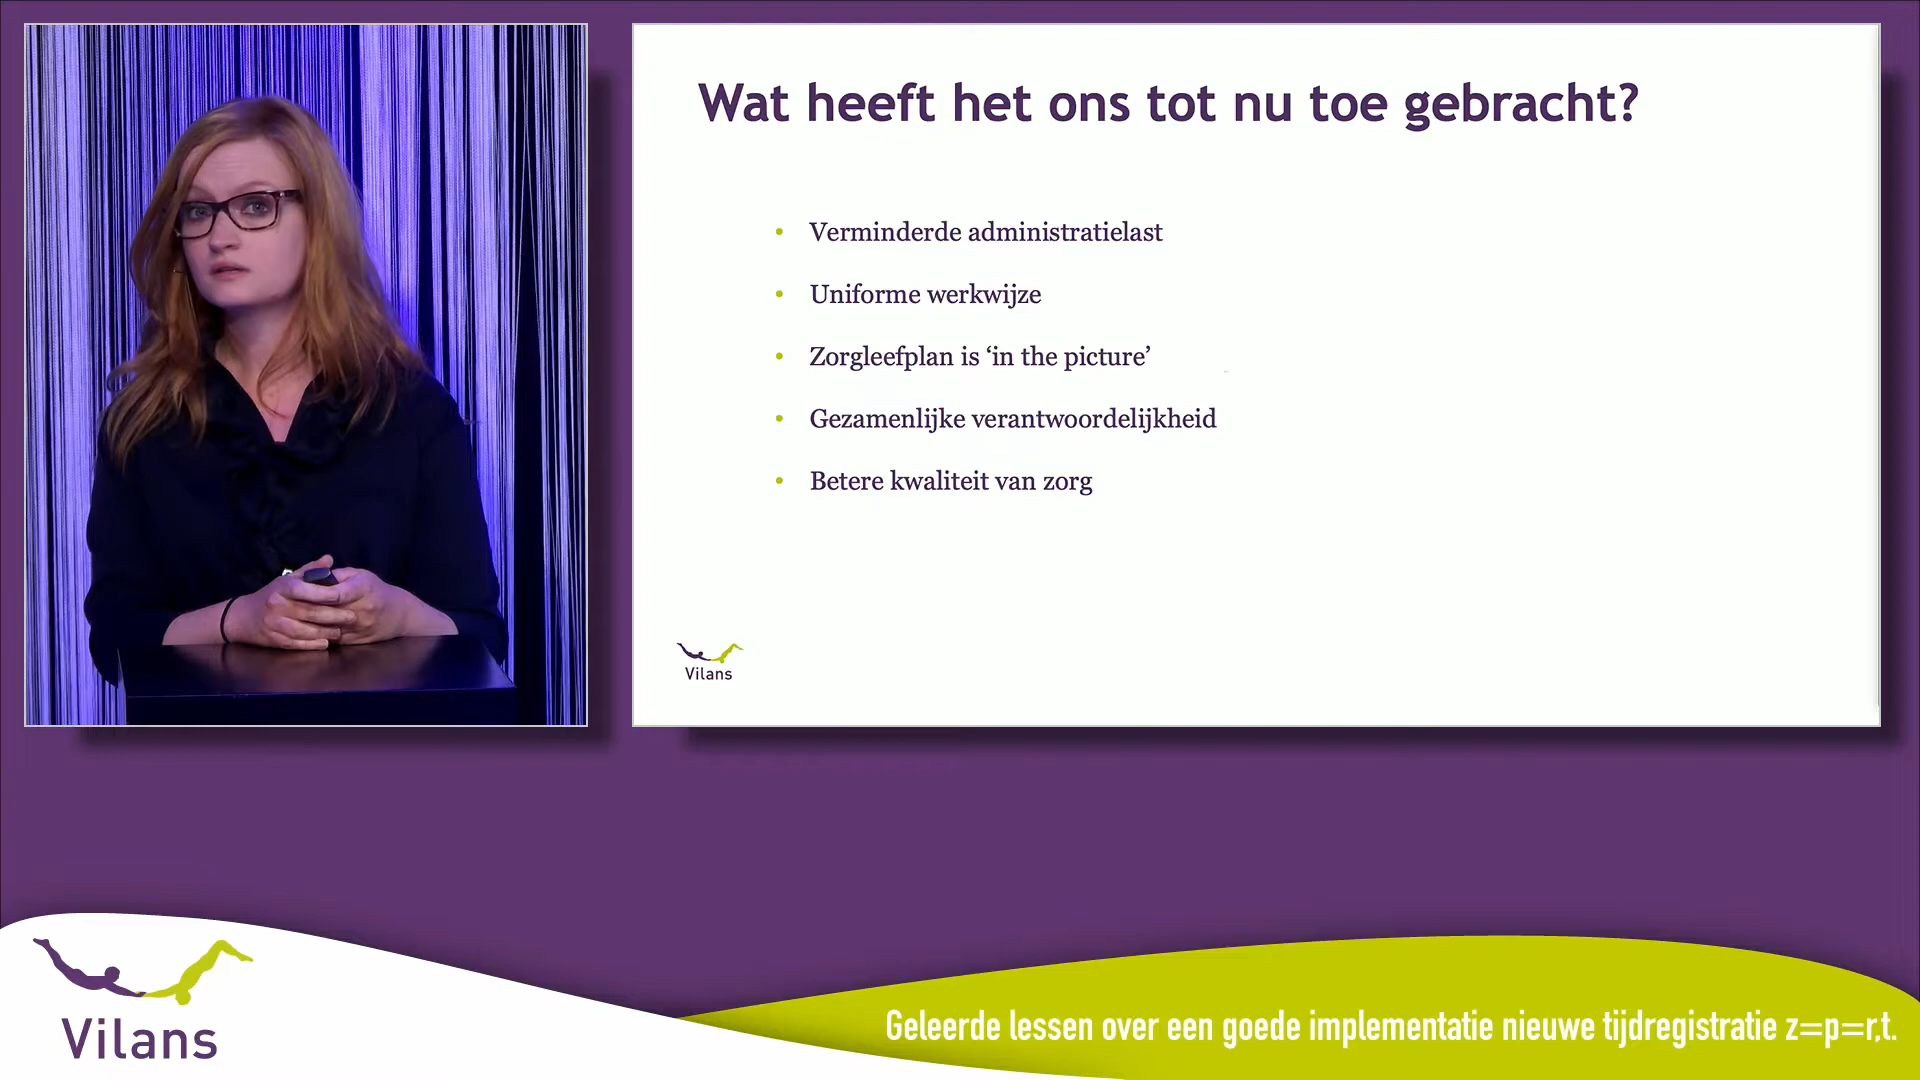 Wat heeft het ons tot nu toe gebracht?
• Verminderde administratielast
• Uniforme werkwijze
• Zorgleefplan is ‘in the picture’
• Gezamenlijke verantwoordelijkheid
• Betere kwaliteit van zorg
Vilans
Vilans
Geleerde lessen over een goede implementatie nieuwe tijdregistratie z=p=r,t.